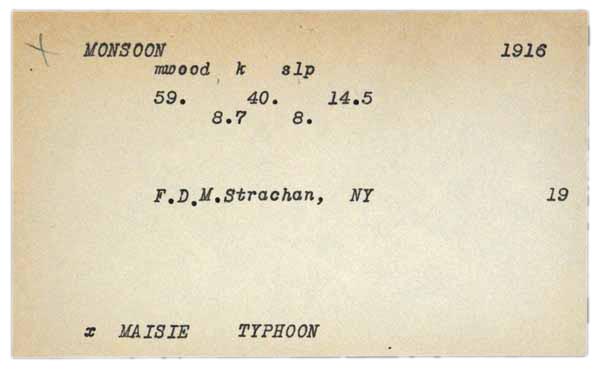 x MONSOON 1916
mwood, k slp
59. 40. 14.5
8.7 8.
F.D.M.Strachan, NY 19
x MAISIE TYPHOON